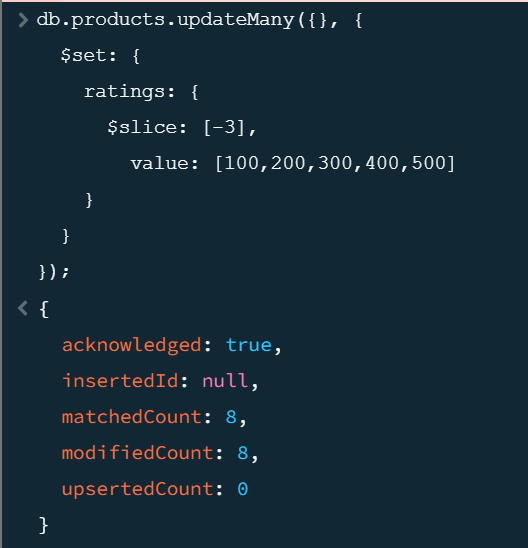 > db.products.updateMany({}, {
$set: {
ratings: {
$slice: [-3],
value: [100,200,300,400,500]
}
}
});
< {
acknowledged: true,
insertedId: null,
matchedCount: 8,
modifiedCount: 8,
upsertedCount: 0
}